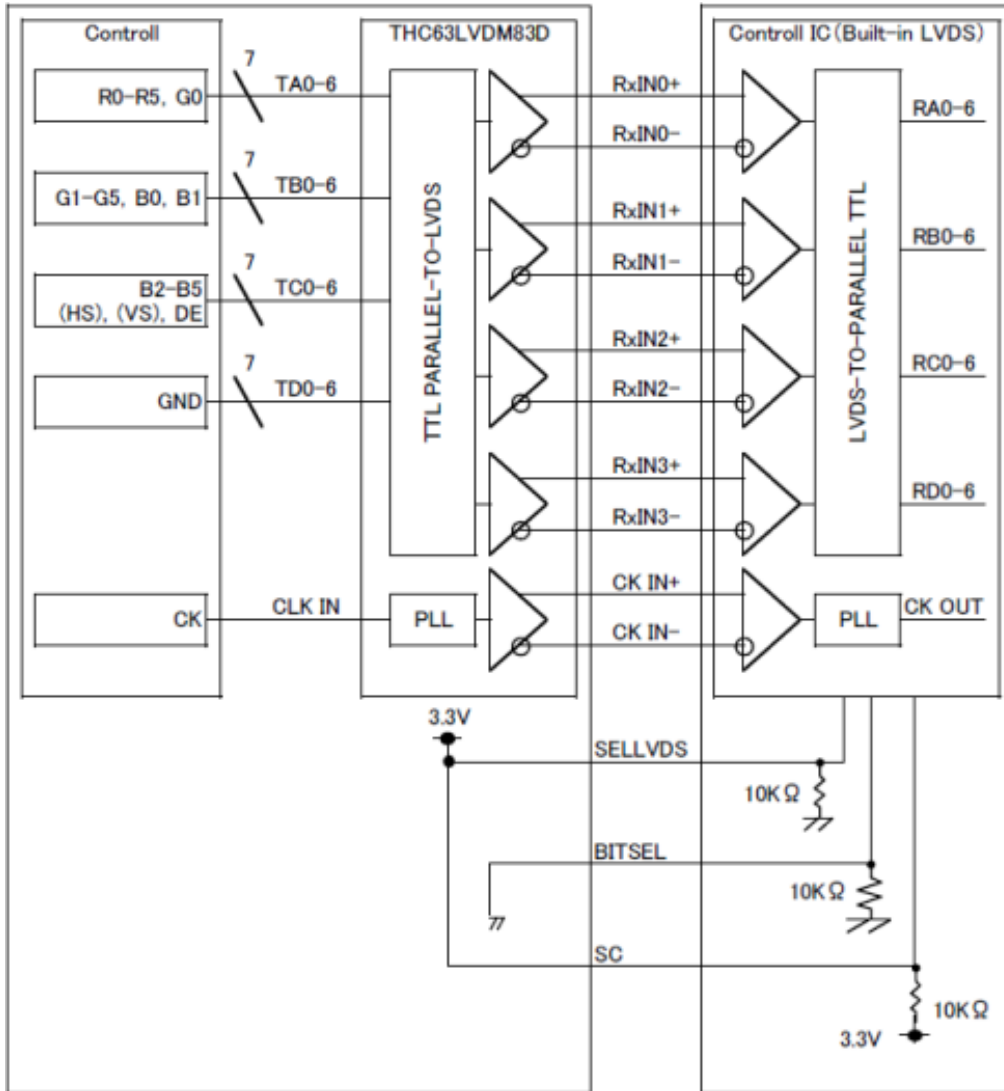 Controll
THC63LVDM83D
Controll IC(Built-in LVDS)
R0-R5, G0
7
TA0-6
RxIN0+
RxIN0-
RA0-6
G1-G5, B0, B1
7
TB0-6
RxIN1+
RxIN1-
RB0-6
B2-B5
(HS), (VS), DE
7
TC0-6
RxIN2+
RxIN2-
RC0-6
GND
7
TD0-6
RxIN3+
RxIN3-
RD0-6
TTL PARALLEL-TO-LVDS
LVDS-TO-PARALLEL TTL
CK
CLK IN
PLL
CK IN+
CK IN-
PLL
CK OUT
3.3V
SELLVDS
10KΩ
BITSEL
10KΩ
SC
10KΩ
3.3V